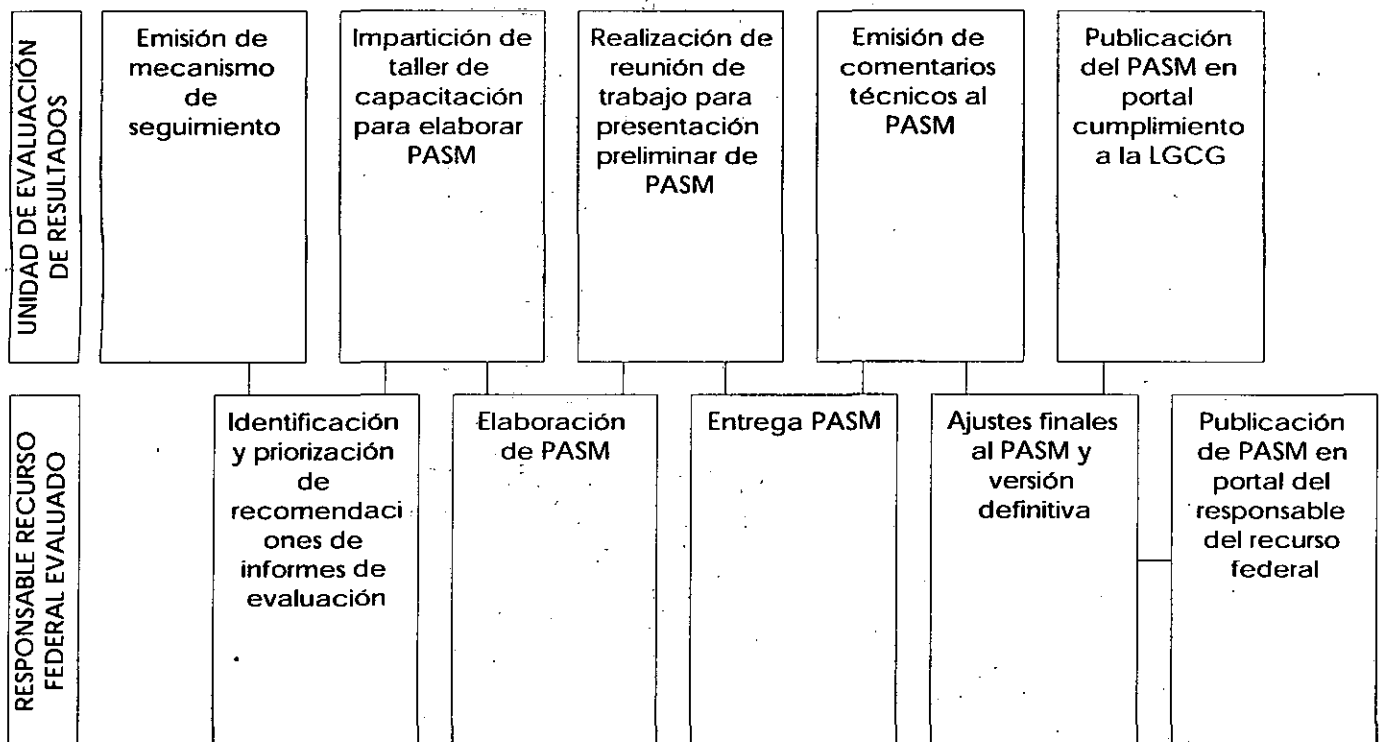 UNIDAD DE EVALUACIÓN
DE RESULTADOS
Emisión de
mecanismo
de
seguimiento
Impartición de
taller de
capacitación
para elaborar
PASM
Realización de
reunión de
trabajo para
presentación
preliminar de
PASM
Emisión de
comentarios
técnicos al
PASM
Publicación
del PASM en
portal
cumplimiento
a la LGCG
RESPONSABLE RECURSO
FEDERAL EVALUADO
Identificación
y priorización
de
recomendaci
ones de
informes de
evaluación
Elaboración
de PASM
Entrega PASM
Ajustes finales
al PASM y
versión
definitiva
Publicación
de PASM en
portal del
responsable
del recurso
federal